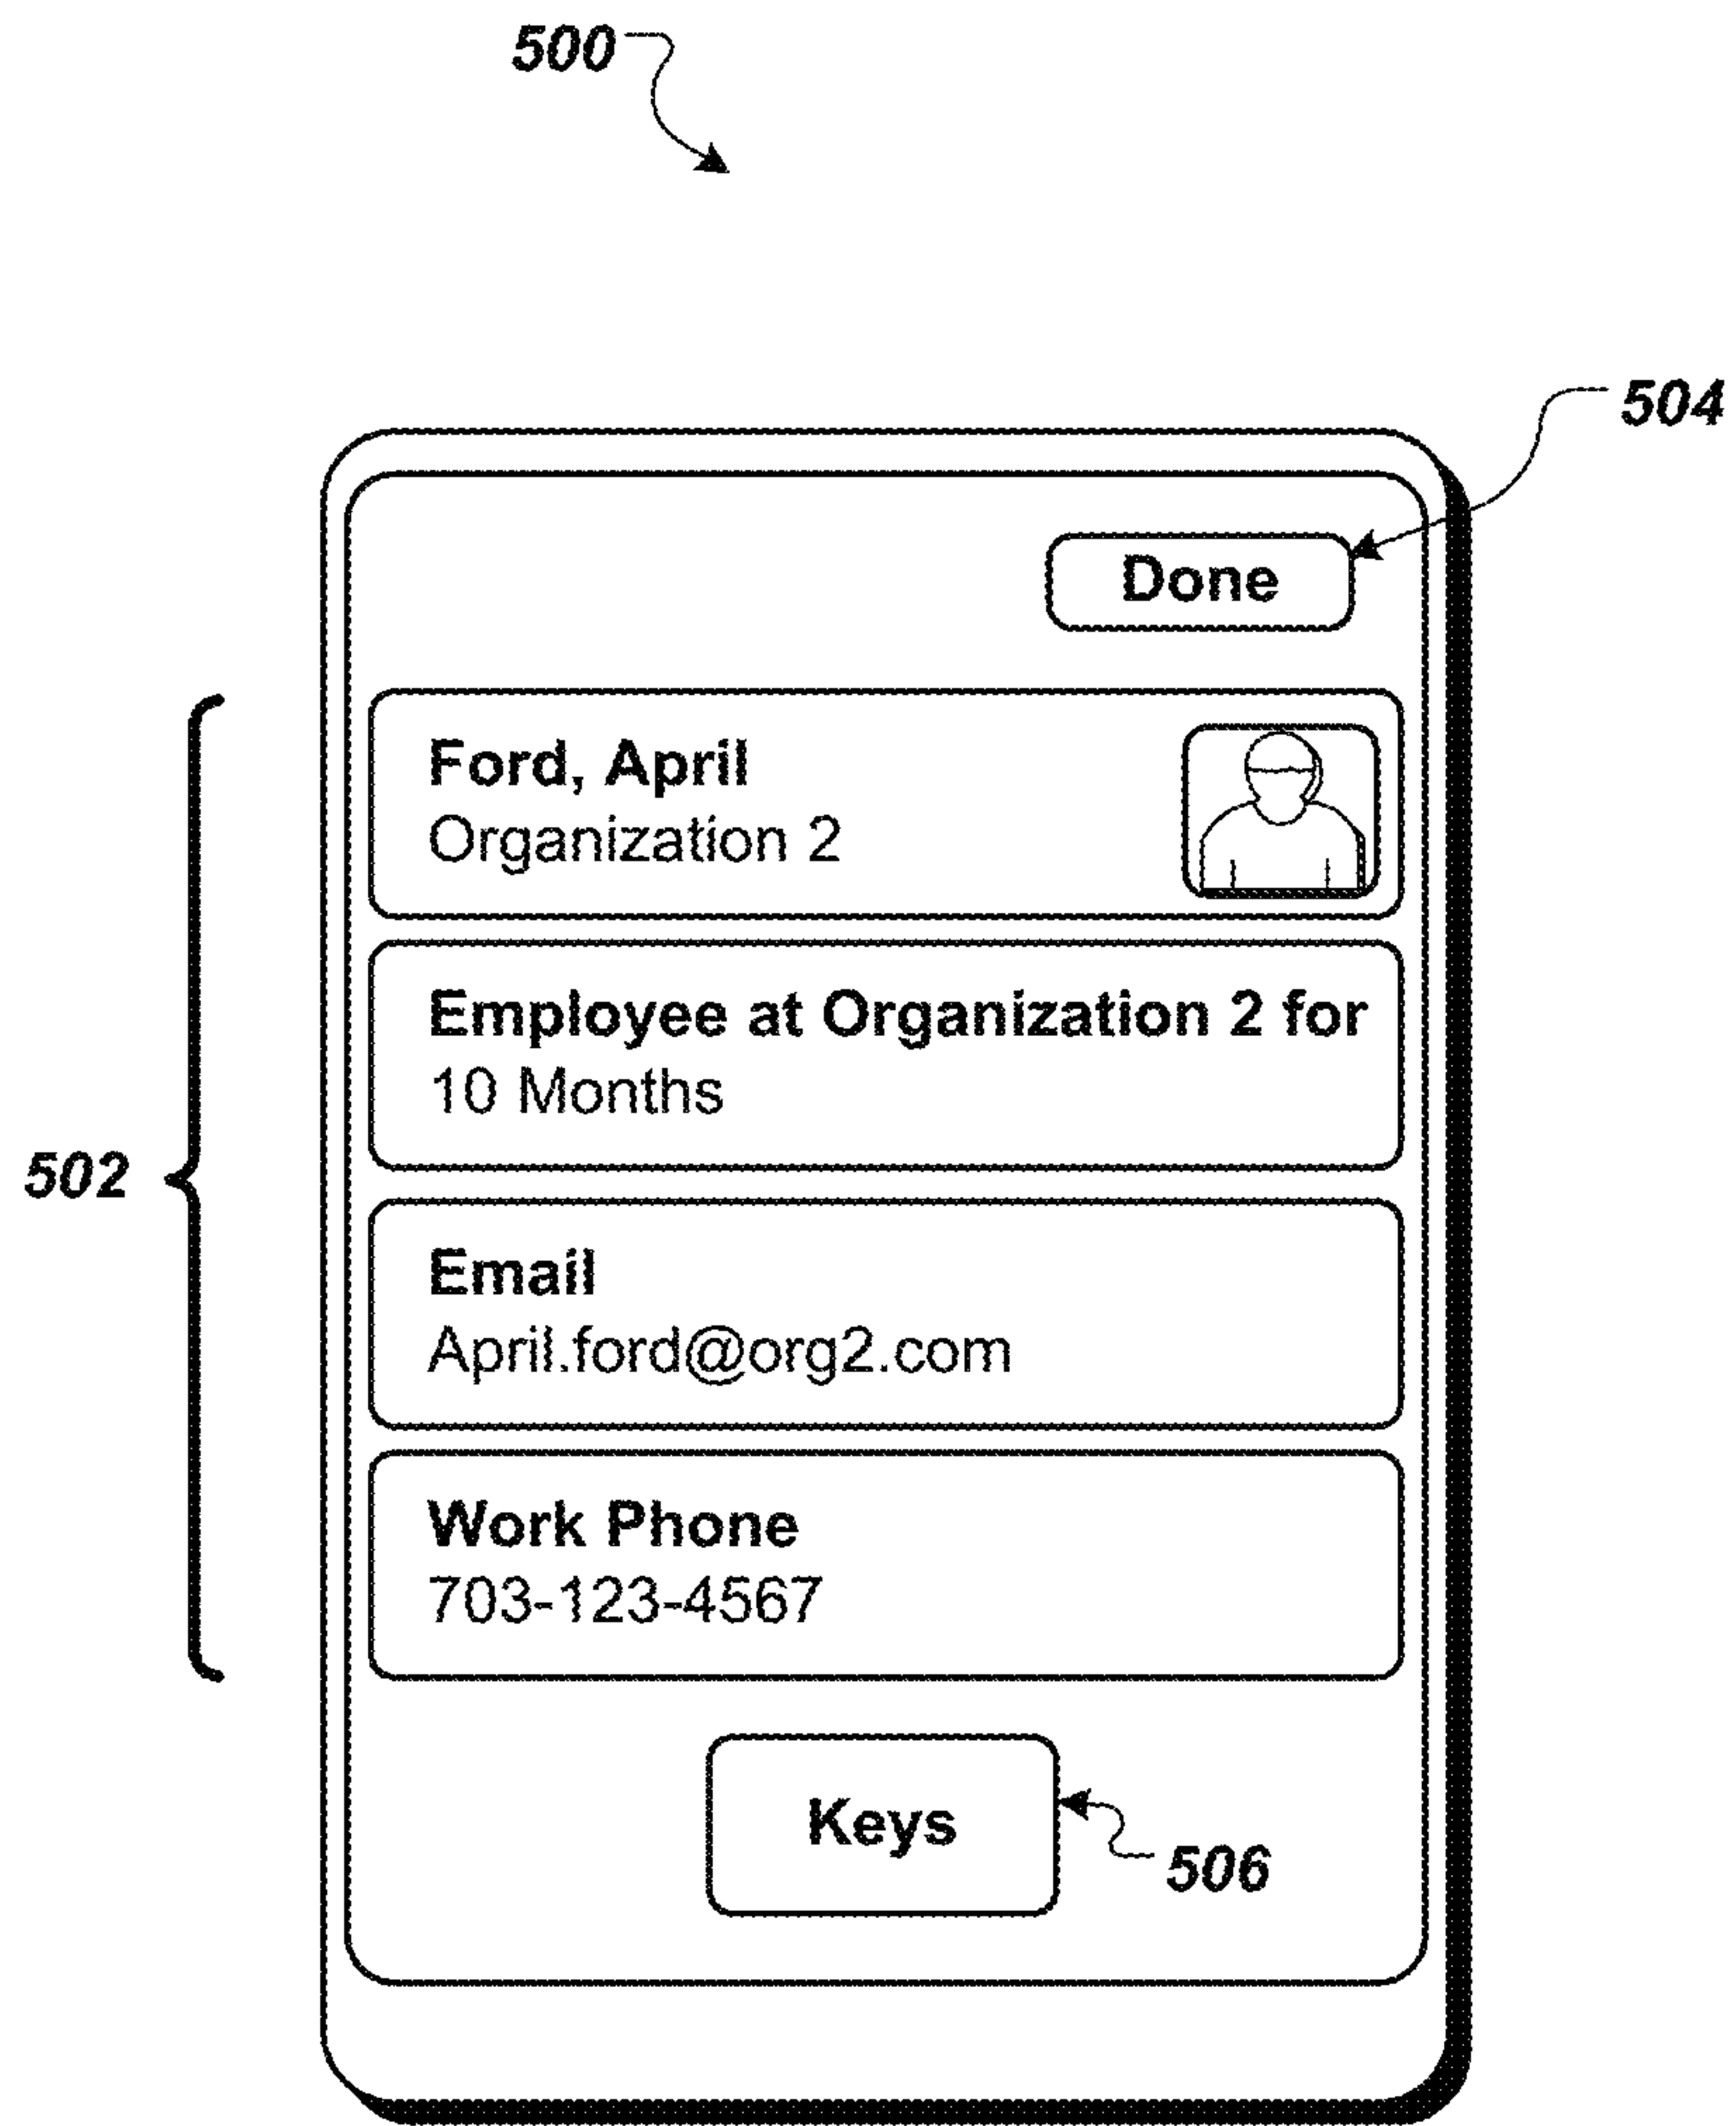 500
504
Done
Ford, April
Organization 2
Employee at Organization 2 for
10 Months
502
Email
April.ford@org2.com
Work Phone
703-123-4567
Keys
506